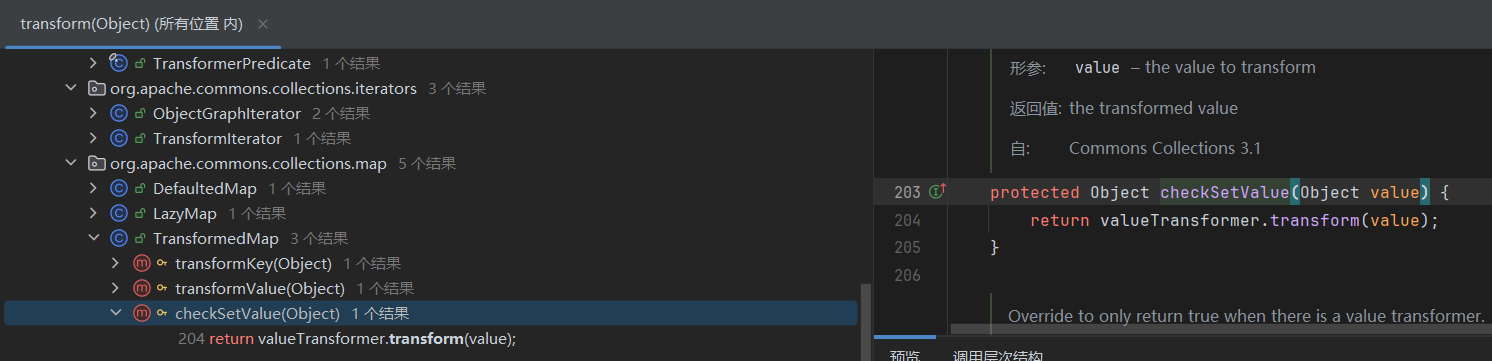 transform(Object) (所有位置 内) ×
TransformerPredicate 1 个结果
org.apache.commons.collections.iterators 3 个结果
ObjectGraphIterator 2 个结果
TransformIterator 1 个结果
org.apache.commons.collections.map 5 个结果
DefaultedMap 1 个结果
LazyMap 1 个结果
TransformedMap 3 个结果
transformKey(Object) 1 个结果
transformValue(Object) 1 个结果
checkSetValue(Object) 1 个结果
204 return valueTransformer.transform(value);
形参: value – the value to transform
返回值: the transformed value
自: Commons Collections 3.1
203 protected Object checkSetValue(Object value) {
204 return valueTransformer.transform(value);
205 }
206
Override to only return true when there is a value transformer.
预览 调用层次结构